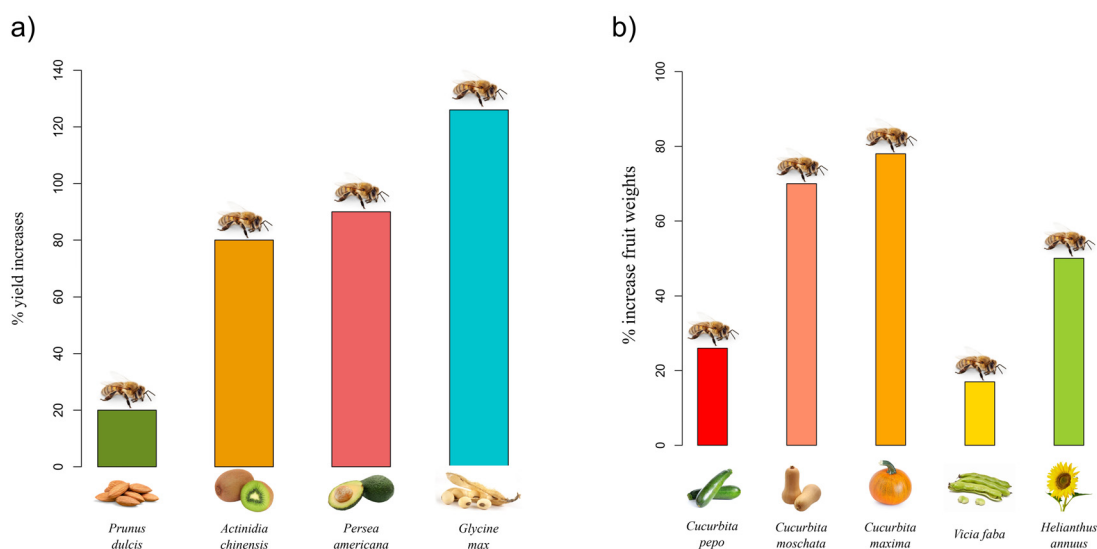 a)
% yield increases
140
120
100
80
60
40
20
0
Prunus
dulcis
Actinidia
chinensis
Persea
americana
Glycine
max
b)
% increase fruit weights
100
80
60
40
20
0
Cucurbita
pepo
Cucurbita
moschata
Cucurbita
maxima
Vicia faba
Helianthus
annuus